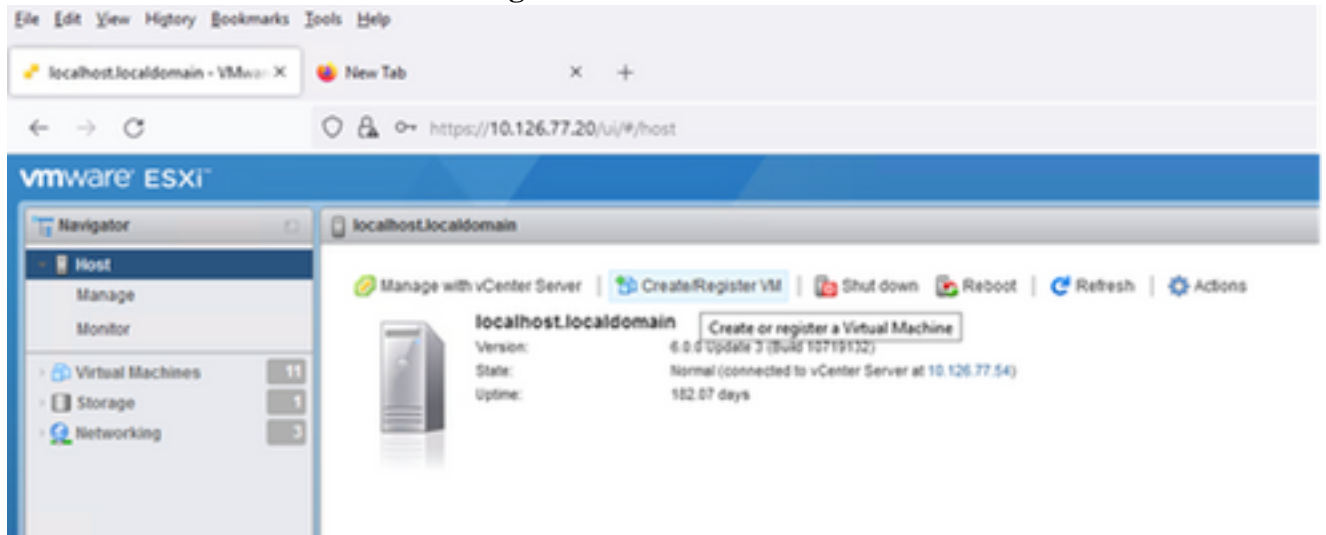 File Edit View History Bookmarks Tools Help
localhost.localdomain - VMwar
New Tab
https://10.126.77.20/ui/#/host
vmware ESXi™
Navigator
localhost.localdomain
Host
Manage
Monitor
Virtual Machines 11
Storage 1
Networking 3
Manage with vCenter Server | Create/Register VM | Shut down Reboot | Refresh | Actions
localhost.localdomain
Create or register a Virtual Machine
Version: 6.0.0 Update 3 (Build 10719132)
State: Normal (connected to vCenter Server at 10.126.77.54)
Uptime: 182.07 days